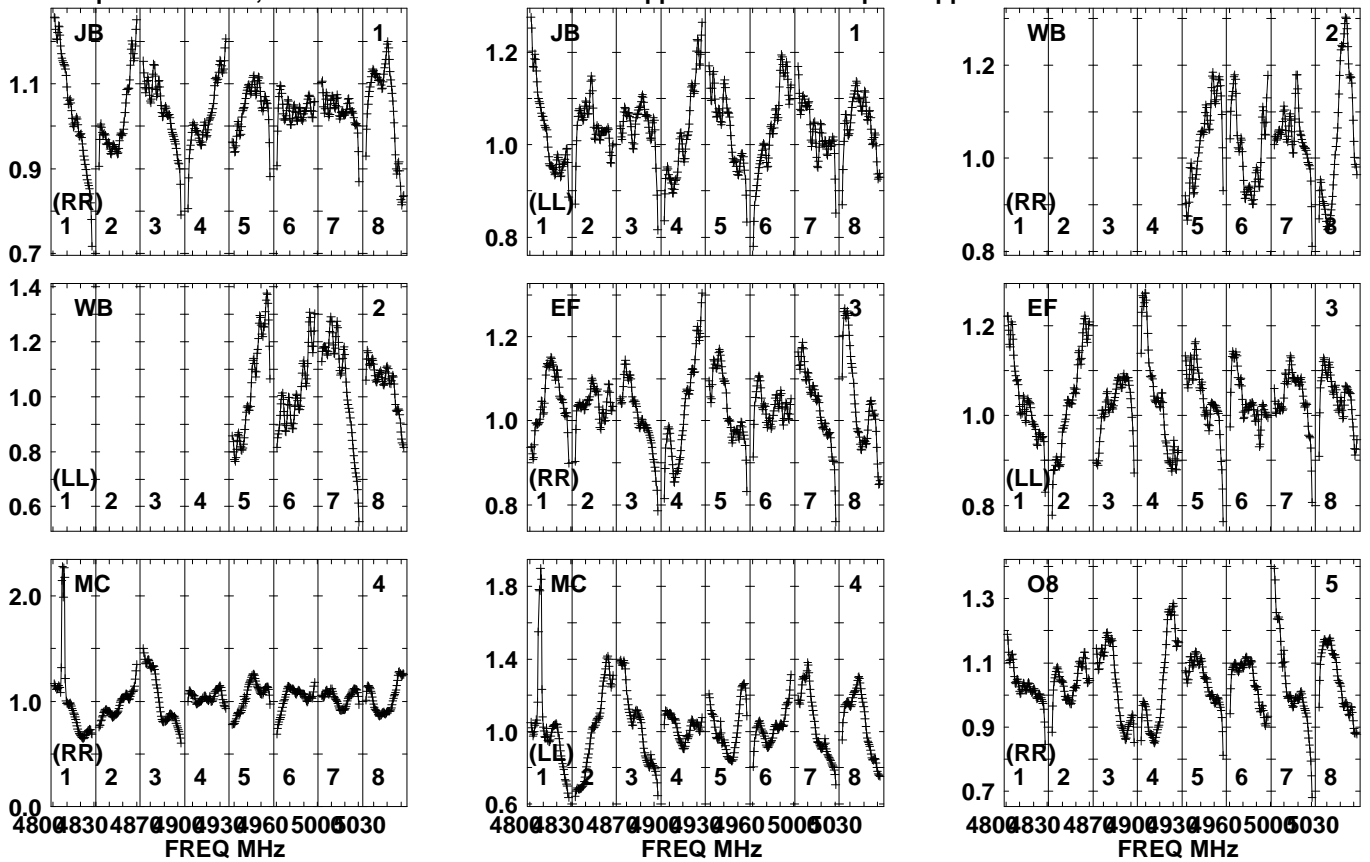 JB 1
1.1
0.9
0.7
(RR)
1 2 3 4 5 6 7 8
JB 1
1.2
1.0
0.8
(LL)
1 2 3 4 5 6 7 8
WB 2
1.2
1.0
0.8
(RR)
1 2 3 4 5 6 7 8
WB 2
1.4
1.2
1.0
0.8
0.6
(LL)
1 2 3 4 5 6 7 8
EF 3
1.2
1.0
0.8
(RR)
1 2 3 4 5 6 7 8
EF 3
1.2
1.0
0.8
(LL)
1 2 3 4 5 6 7 8
MC 4
2.0
1.0
0.0
(RR)
1 2 3 4 5 6 7 8
4800 4830 4870 4900 4930 4960 5000 5030
FREQ MHz
MC 4
1.8
1.4
1.0
0.6
(LL)
1 2 3 4 5 6 7 8
4800 4830 4870 4900 4930 4960 5000 5030
FREQ MHz
O8 5
1.3
1.1
0.9
0.7
(RR)
1 2 3 4 5 6 7 8
4800 4830 4870 4900 4930 4960 5000 5030
FREQ MHz